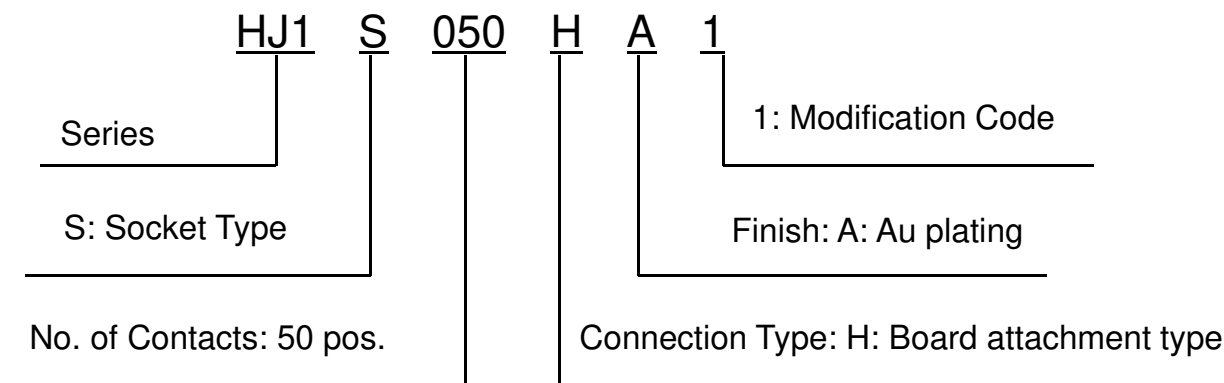 HJ1 S 050 H A 1
1: Modification Code
Series
S: Socket Type
Finish: A: Au plating
No. of Contacts: 50 pos.
Connection Type: H: Board attachment type